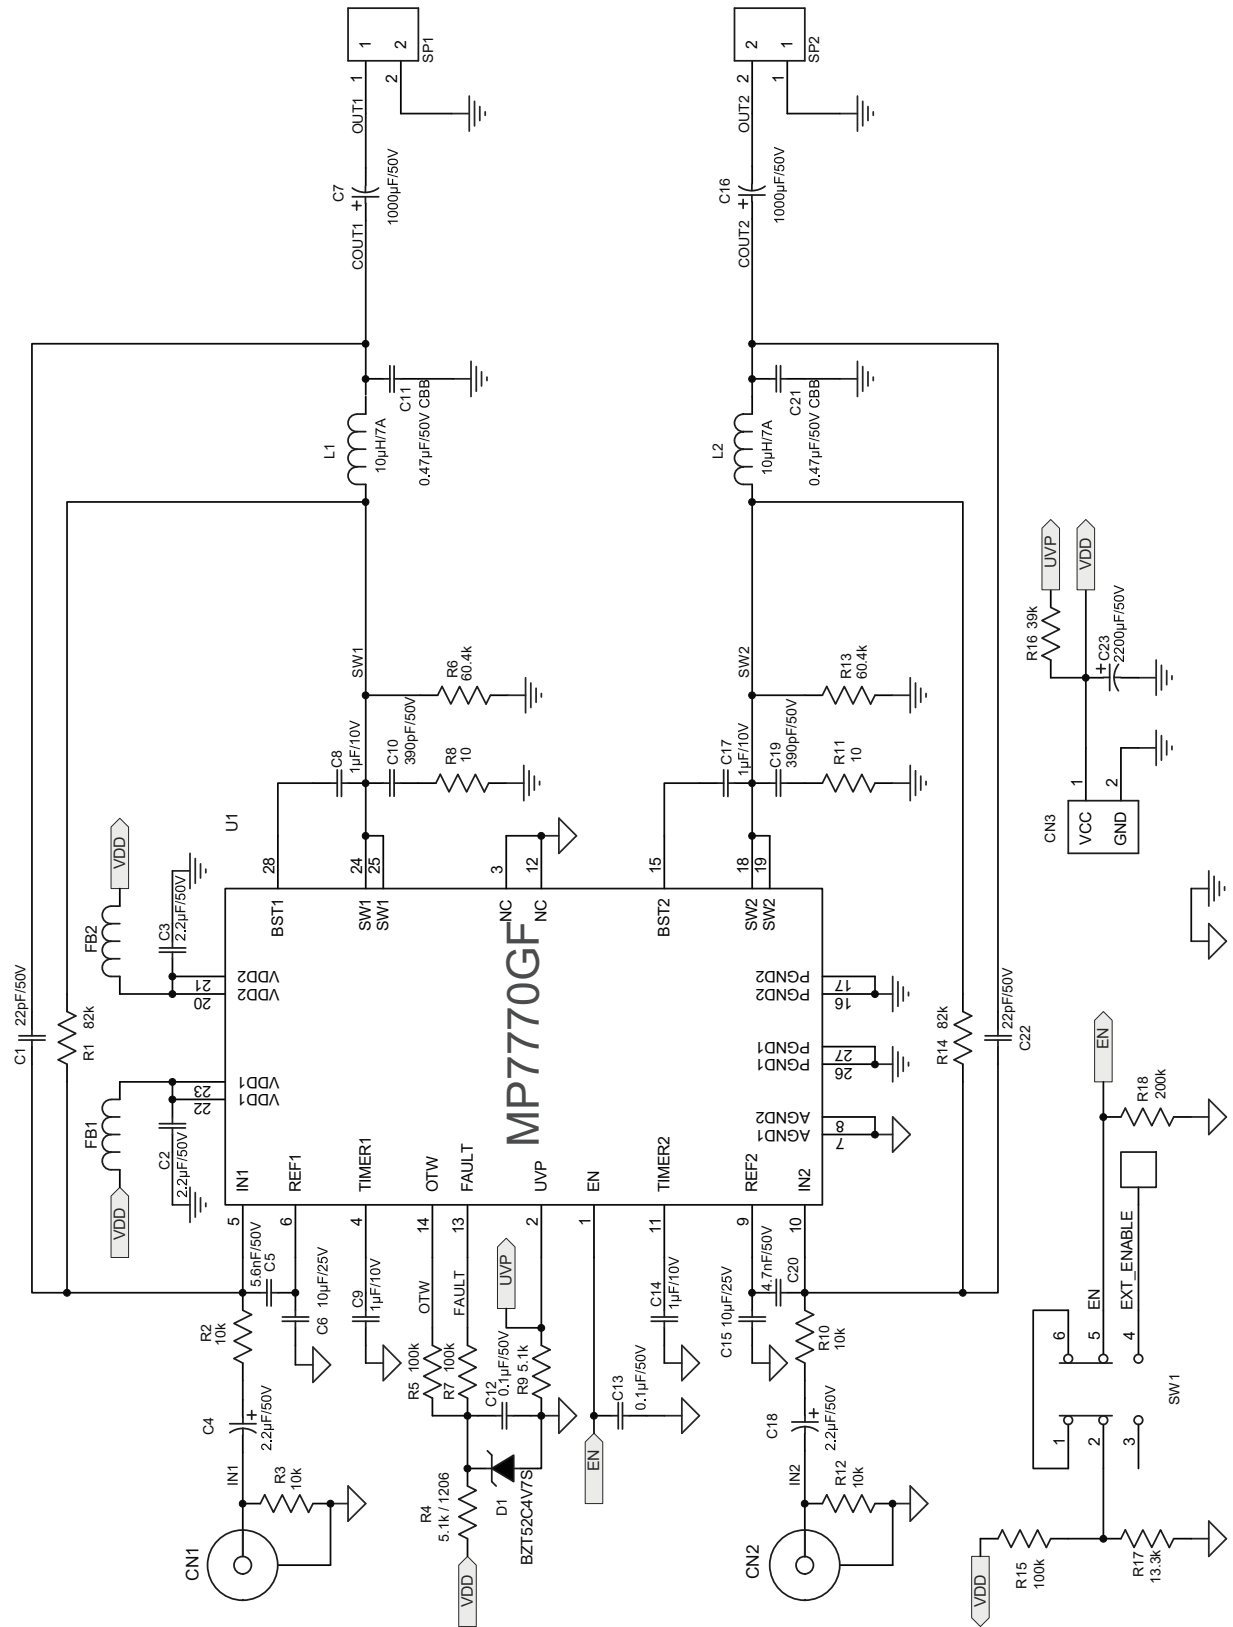 SP1
1
2
1
2
OUT1
C7
1000µF/50V
+
COUT1
SP2
2
1
2
1
OUT2
C16
1000µF/50V
+
COUT2
C11
0.47µF/50V CBB
L1
10µH/7A
C21
0.47µF/50V CBB
L2
10µH/7A
SW1
R6
60.4k
C8
1µF/10V
C10
390pF/50V
R8
10
SW2
R13
60.4k
C17
1µF/10V
C19
390pF/50V
R11
10
UVP
VDD
R16 39k
C23
2200µF/50V
+
CN3
VCC
GND
1
2
U1
MP7770GF
28
BST1
24
25
SW1
SW1
3
NC
12
NC
15
BST2
18
19
SW2
SW2
VDD
FB2
C3
2.2µF/50V
20
21
VDD2
VDD2
22
23
VDD1
VDD1
FB1
VDD
C2
2.2µF/50V
C1
22pF/50V
R1
82k
17
16
PGND2
PGND2
27
26
PGND1
PGND1
8
7
AGND2
AGND1
R14 82k
22pF/50V
C22
IN1
5
REF1
6
TIMER1
4
OTW
14
FAULT
13
UVP
2
EN
1
TIMER2
11
REF2
9
IN2
10
5.6nF/50V
C5
C6 10µF/25V
C9
1µF/10V
OTW
FAULT
UVP
R5 100k
R7 100k
C12
0.1µF/50V
R9 5.1k
C13
0.1µF/50V
EN
C14
1µF/10V
C15 10µF/25V
4.7nF/50V
C20
R2
10k
C4
+
2.2µF/50V
IN1
R3
10k
CN1
R4
5.1k / 1206
D1
BZT52C4V7S
VDD
R10
10k
C18
+
2.2µF/50V
IN2
R12
10k
CN2
EN
R18
200k
EN
EXT_ENABLE
6
5
4
SW1
1
2
3
VDD
R15
100k
R17
13.3k